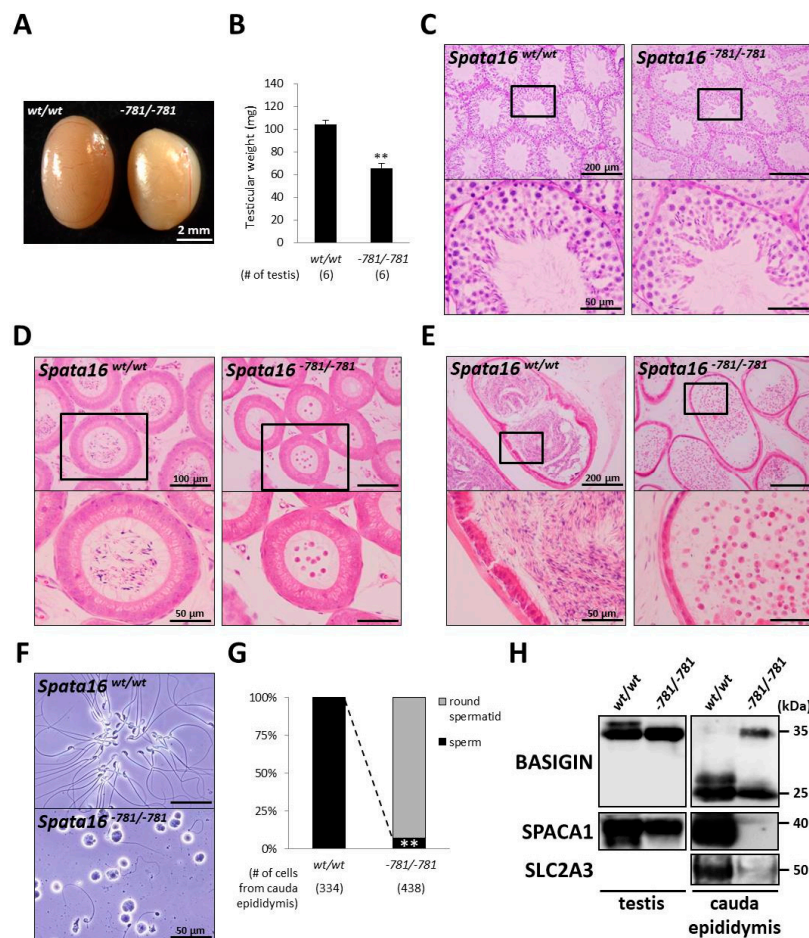 A
wt/wt
-781/-781
2 mm
B
Testicular weight (mg)
140
120
100
80
60
40
20
0
**
wt/wt
-781/-781
(# of testis)
(6)
(6)
C
Spata16 wt/wt
Spata16 -781/-781
200 μm
50 μm
D
Spata16 wt/wt
Spata16 -781/-781
100 μm
50 μm
E
Spata16 wt/wt
Spata16 -781/-781
200 μm
50 μm
F
Spata16 wt/wt
Spata16 -781/-781
50 μm
G
100%
75%
50%
25%
0%
round
spermatid
sperm
**
wt/wt
-781/-781
(# of cells
from cauda
epididymis)
(334)
(438)
H
wt/wt
-781/-781
wt/wt
-781/-781
(kDa)
BASIGIN
35
25
SPACA1
40
SLC2A3
50
testis
cauda
epididymis